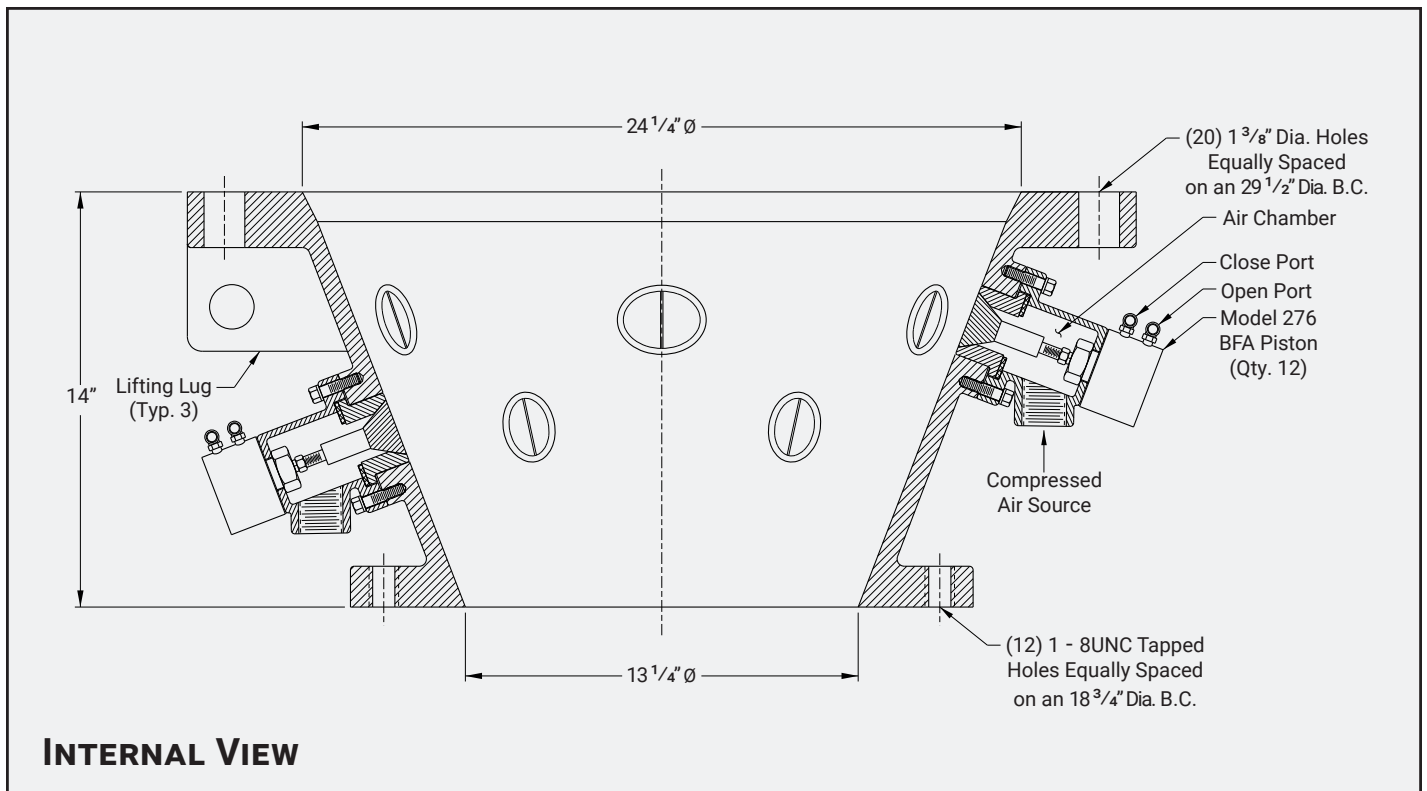 24 1/4" Ø
(20) 1 3/8" Dia. Holes
Equally Spaced
on an 29 1/2" Dia. B.C.
Air Chamber
Close Port
Open Port
Model 276
BFA Piston
(Qty. 12)
14"
Lifting Lug
(Typ. 3)
Compressed
Air Source
(12) 1 - 8UNC Tapped
Holes Equally Spaced
on an 18 3/4" Dia. B.C.
13 1/4" Ø
INTERNAL VIEW